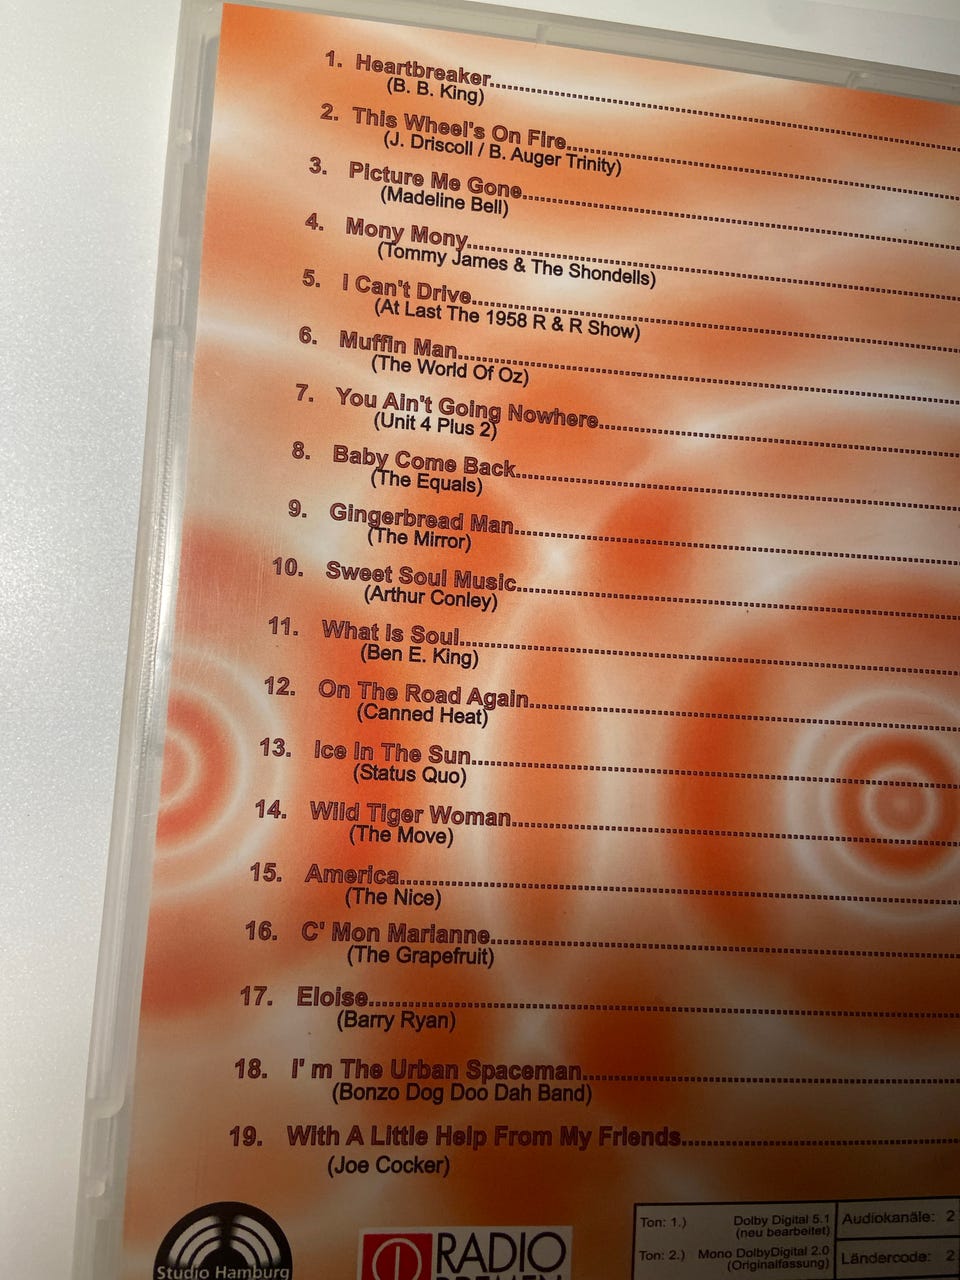 1. Heartbreaker
(B. B. King)
2. This Wheel's On Fire
(J. Driscoll / B. Auger Trinity)
3. Picture Me Gone
(Madeline Bell)
4. Mony Mony
(Tommy James & The Shondells)
5. I Can't Drive
(At Last The 1958 R & R Show)
6. Muffin Man
(The World Of Oz)
7. You Ain't Going Nowhere
(Unit 4 Plus 2)
8. Baby Come Back
(The Equals)
9. Gingerbread Man
(The Mirror)
10. Sweet Soul Music
(Arthur Conley)
11. What Is Soul
(Ben E. King)
12. On The Road Again
(Canned Heat)
13. Ice In The Sun
(Status Quo)
14. Wild Tiger Woman
(The Move)
15. America
(The Nice)
16. C' Mon Marianne
(The Grapefruit)
17. Eloise
(Barry Ryan)
18. I' m The Urban Spaceman
(Bonzo Dog Doo Dah Band)
19. With A Little Help From My Friends
(Joe Cocker)
Studio Hamburg
RADIO
BREMEN
Ton: 1.) Dolby Digital 5.1
(neu bearbeitet)
Ton: 2.) Mono DolbyDigital 2.0
(Originalfassung)
Audiokanäle: 2
Ländercode: 2